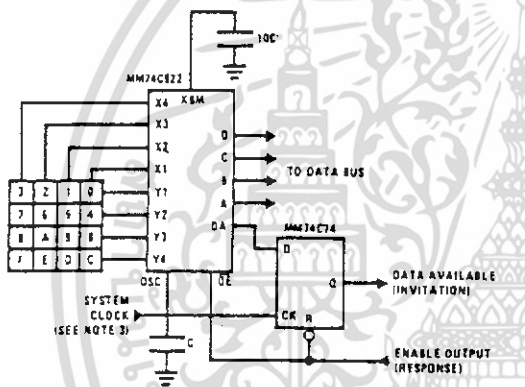 10C
MM74C922
KBM
X4
X3
X2
X1
Y1
Y2
Y3
Y4
D
C
B
A
DA
TO DATA BUS
3 2 1 0
7 6 5 4
B A 9 8
F E D C
OSC
OE
MM74C74
D
Q
CK
R
DATA AVAILABLE
(INVITATION)
SYSTEM
CLOCK
(SEE NOTE 3)
C
ENABLE OUTPUT
(RESPONSE)